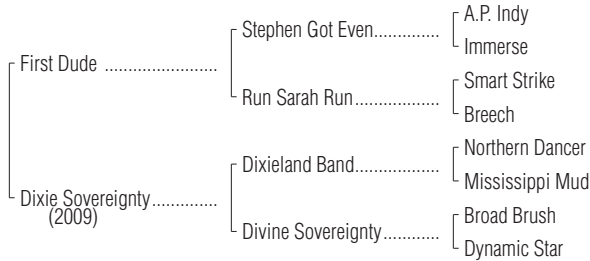 A.P. Indy
Stephen Got Even..............
Immerse
First Dude .......................
Smart Strike
Run Sarah Run.................
Breech
Northern Dancer
Dixieland Band.................
Mississippi Mud
Dixie Sovereignty.............
(2009)
Broad Brush
Divine Sovereignty...........
Dynamic Star